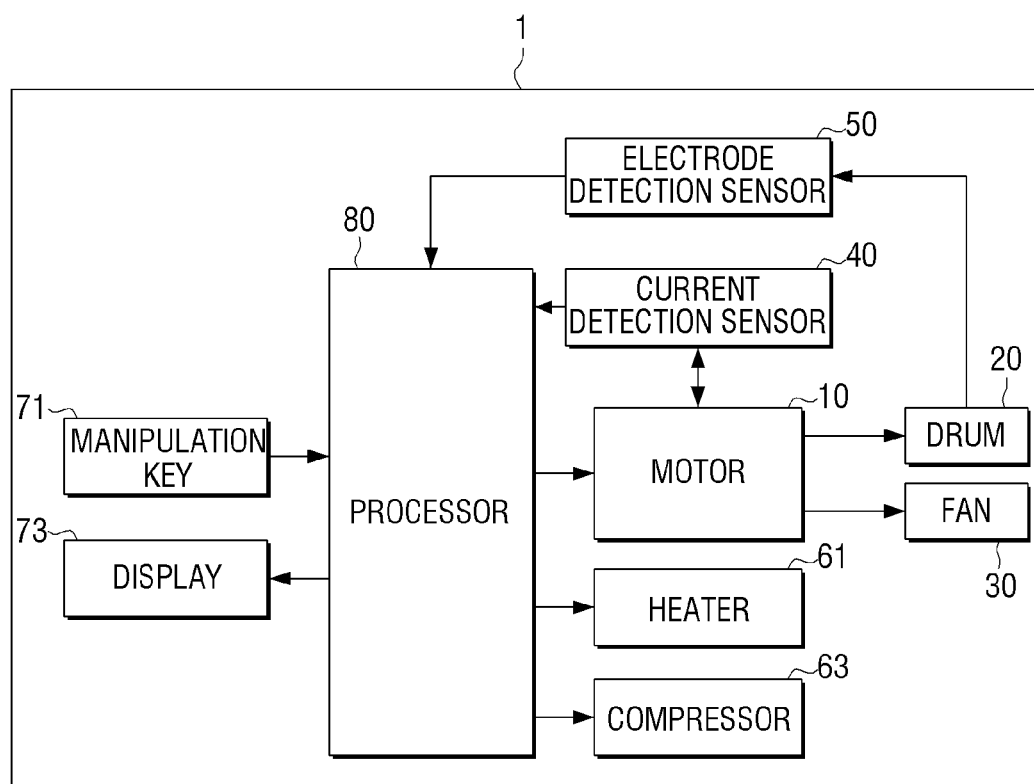 1
50
ELECTRODE
DETECTION SENSOR
80
40
CURRENT
DETECTION SENSOR
20
71
10
DRUM
MANIPULATION
KEY
MOTOR
PROCESSOR
73
FAN
DISPLAY
61
30
HEATER
63
COMPRESSOR